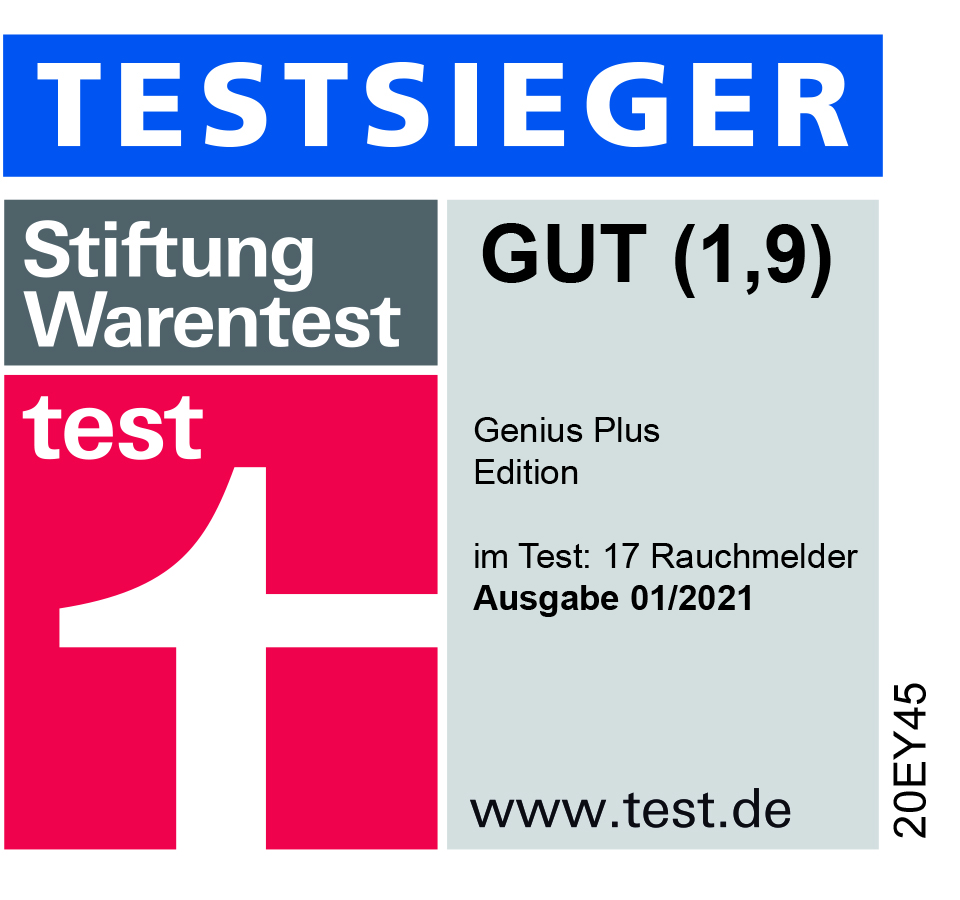 TESTSIEGER
Stiftung
Warentest
test
GUT (1,9)
Genius Plus
Edition
im Test: 17 Rauchmelder
Ausgabe 01/2021
www.test.de
20EY45